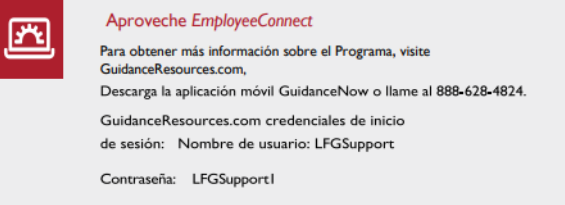 Aproveche EmployeeConnect
Para obtener más información sobre el Programa, visite
GuidanceResources.com,
Descarga la aplicación móvil GuidanceNow o llame al 888-628-4824.
GuidanceResources.com credenciales de inicio
de sesión: Nombre de usuario: LFGSupport
Contraseña: LFGSupport1